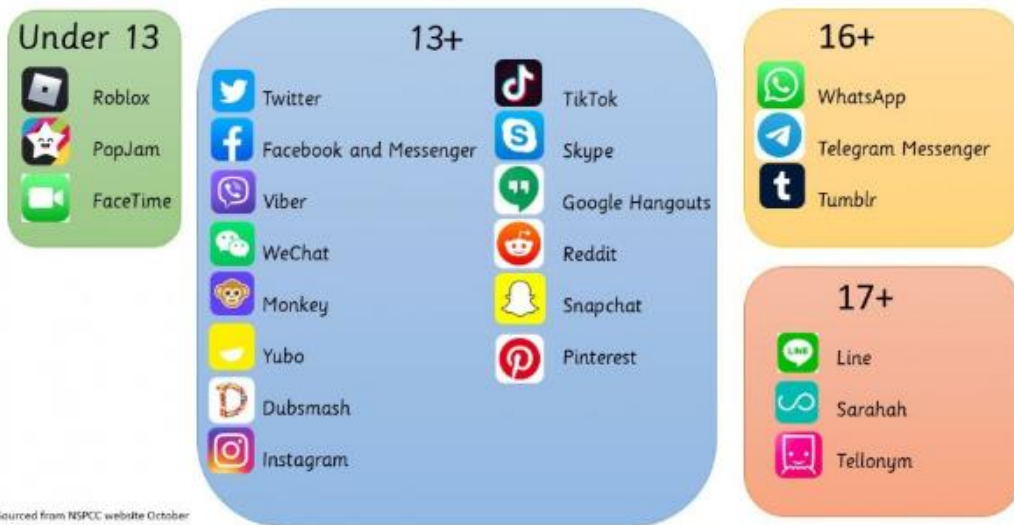 Under 13
Roblox
PopJam
FaceTime
13+
Twitter
Facebook and Messenger
Viber
WeChat
Monkey
Yubo
Dubsmash
Instagram
TikTok
Skype
Google Hangouts
Reddit
Snapchat
Pinterest
16+
WhatsApp
Telegram Messenger
Tumblr
17+
LINE
Line
Sarahah
Tellonym
Sourced from NSPCC website October